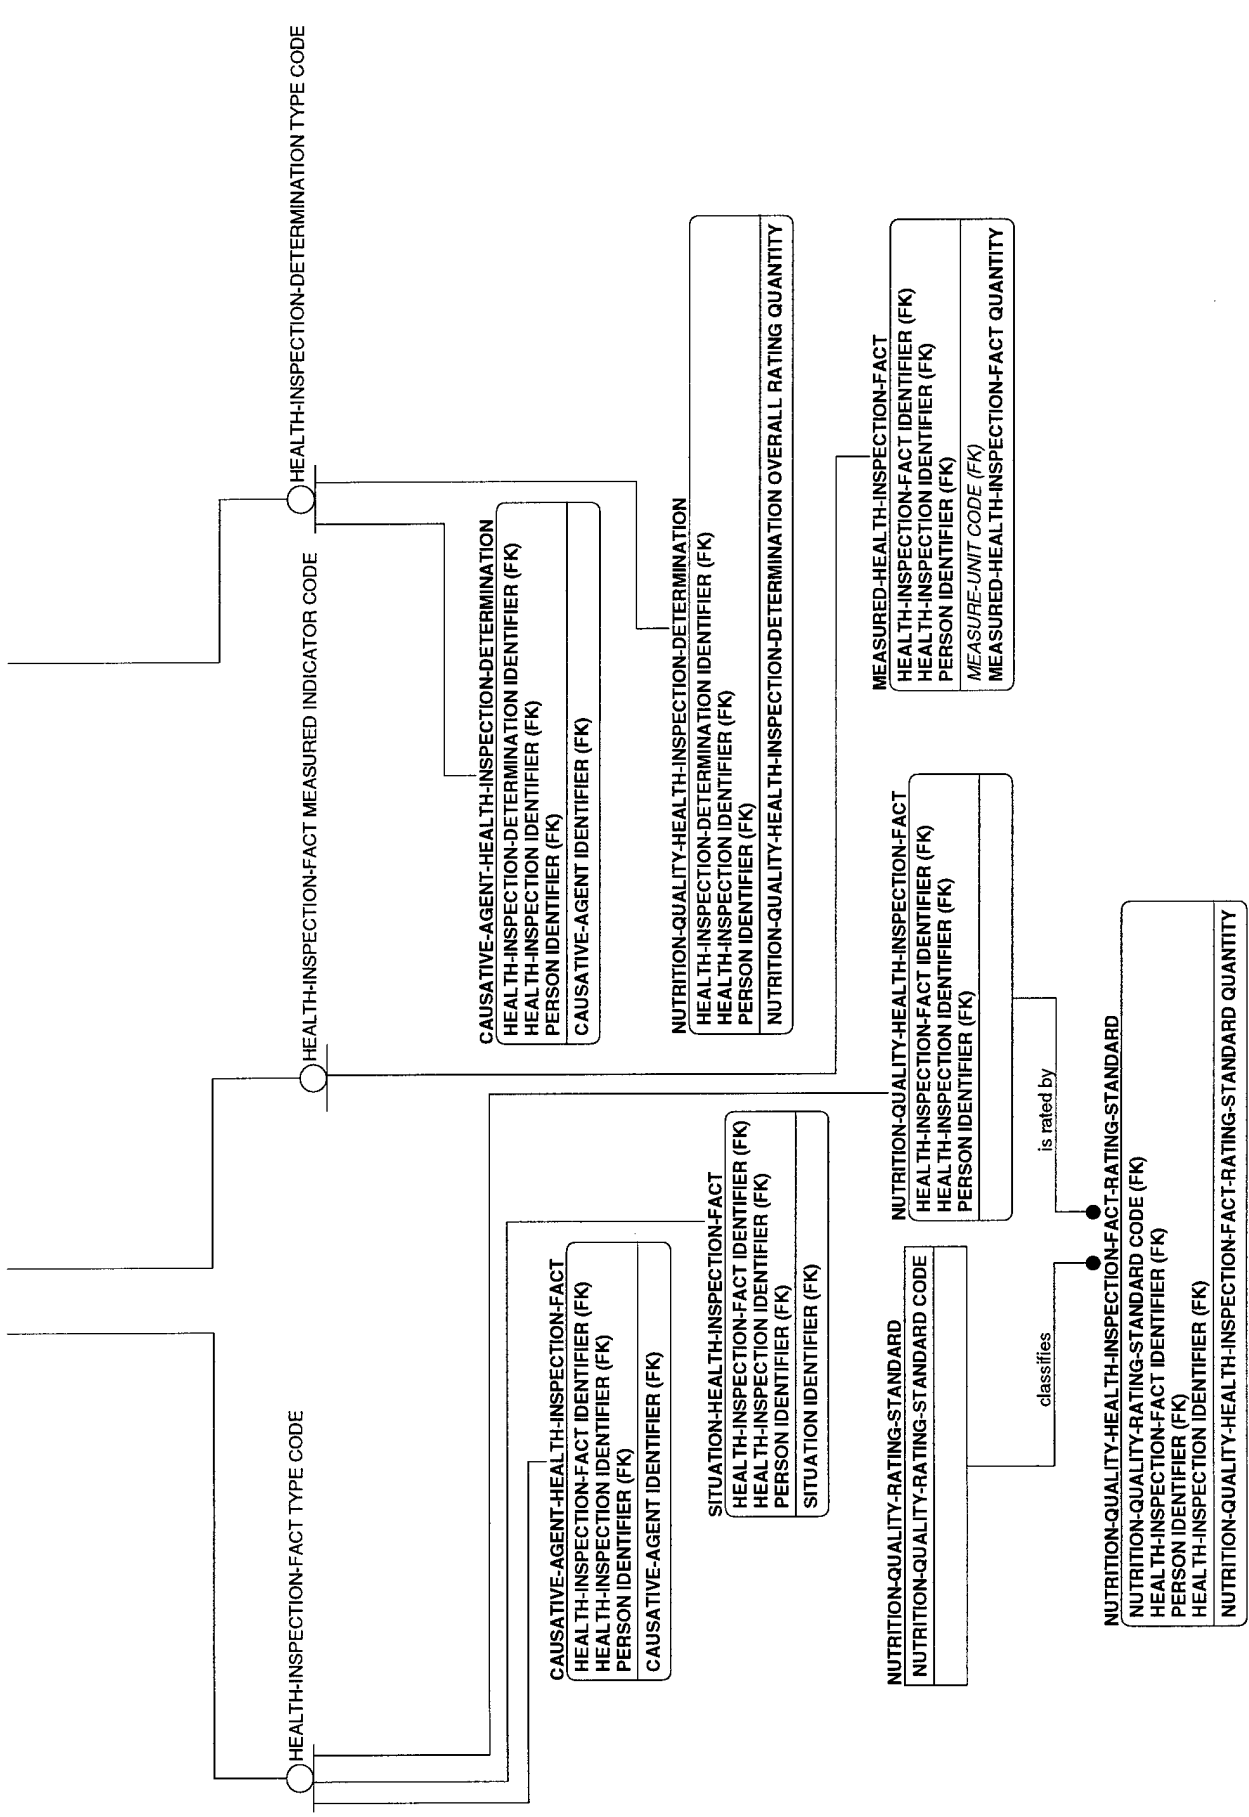 HEALTH-INSPECTION-FACT TYPE CODE
HEALTH-INSPECTION-FACT MEASURED INDICATOR CODE
HEALTH-INSPECTION-DETERMINATION TYPE CODE
CAUSATIVE-AGENT-HEALTH-INSPECTION-DETERMINATION
HEALTH-INSPECTION-DETERMINATION IDENTIFIER (FK)
HEALTH-INSPECTION IDENTIFIER (FK)
PERSON IDENTIFIER (FK)
CAUSATIVE-AGENT IDENTIFIER (FK)
CAUSATIVE-AGENT-HEALTH-INSPECTION-FACT
HEALTH-INSPECTION-FACT IDENTIFIER (FK)
HEALTH-INSPECTION IDENTIFIER (FK)
PERSON IDENTIFIER (FK)
CAUSATIVE-AGENT IDENTIFIER (FK)
NUTRITION-QUALITY-HEALTH-INSPECTION-DETERMINATION
HEALTH-INSPECTION-DETERMINATION IDENTIFIER (FK)
HEALTH-INSPECTION IDENTIFIER (FK)
PERSON IDENTIFIER (FK)
NUTRITION-QUALITY-HEALTH-INSPECTION-DETERMINATION OVERALL RATING QUANTITY
SITUATION-HEALTH-INSPECTION-FACT
HEALTH-INSPECTION-FACT IDENTIFIER (FK)
HEALTH-INSPECTION IDENTIFIER (FK)
PERSON IDENTIFIER (FK)
SITUATION IDENTIFIER (FK)
MEASURED-HEALTH-INSPECTION-FACT
HEALTH-INSPECTION-FACT IDENTIFIER (FK)
HEALTH-INSPECTION IDENTIFIER (FK)
PERSON IDENTIFIER (FK)
MEASURE-UNIT CODE (FK)
MEASURED-HEALTH-INSPECTION-FACT QUANTITY
NUTRITION-QUALITY-RATING-STANDARD
NUTRITION-QUALITY-RATING-STANDARD CODE
NUTRITION-QUALITY-HEALTH-INSPECTION-FACT
HEALTH-INSPECTION-FACT IDENTIFIER (FK)
HEALTH-INSPECTION IDENTIFIER (FK)
PERSON IDENTIFIER (FK)
classifies
is rated by
NUTRITION-QUALITY-HEALTH-INSPECTION-FACT-RATING-STANDARD
NUTRITION-QUALITY-RATING-STANDARD CODE (FK)
HEALTH-INSPECTION-FACT IDENTIFIER (FK)
PERSON IDENTIFIER (FK)
HEALTH-INSPECTION IDENTIFIER (FK)
NUTRITION-QUALITY-HEALTH-INSPECTION-FACT-RATING-STANDARD QUANTITY